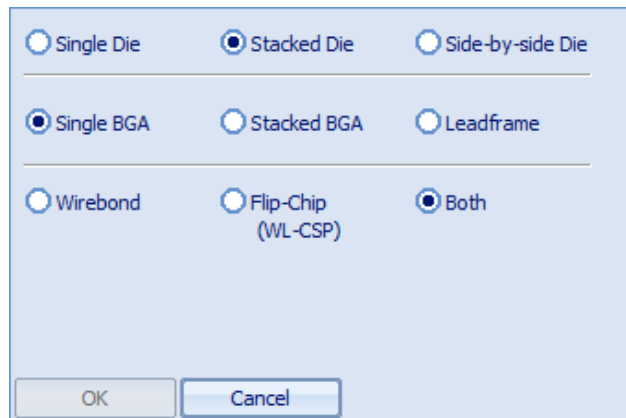 Single Die Stacked Die Side-by-side Die
Single BGA Stacked BGA Leadframe
Wirebond Flip-Chip Both
(WL-CSP)
OK Cancel